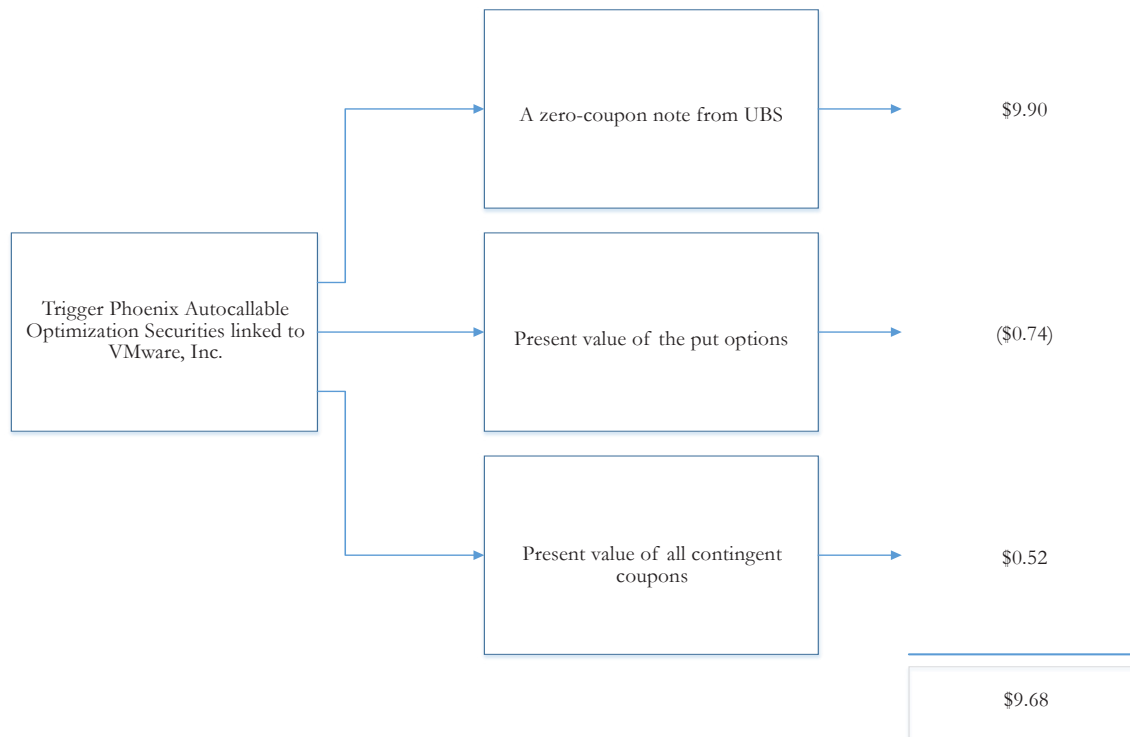 A zero-coupon note from UBS
$9.90
Trigger Phoenix Autocallable
Optimization Securities linked to
VMware, Inc.
Present value of the put options
($0.74)
Present value of all contingent
coupons
$0.52
$9.68